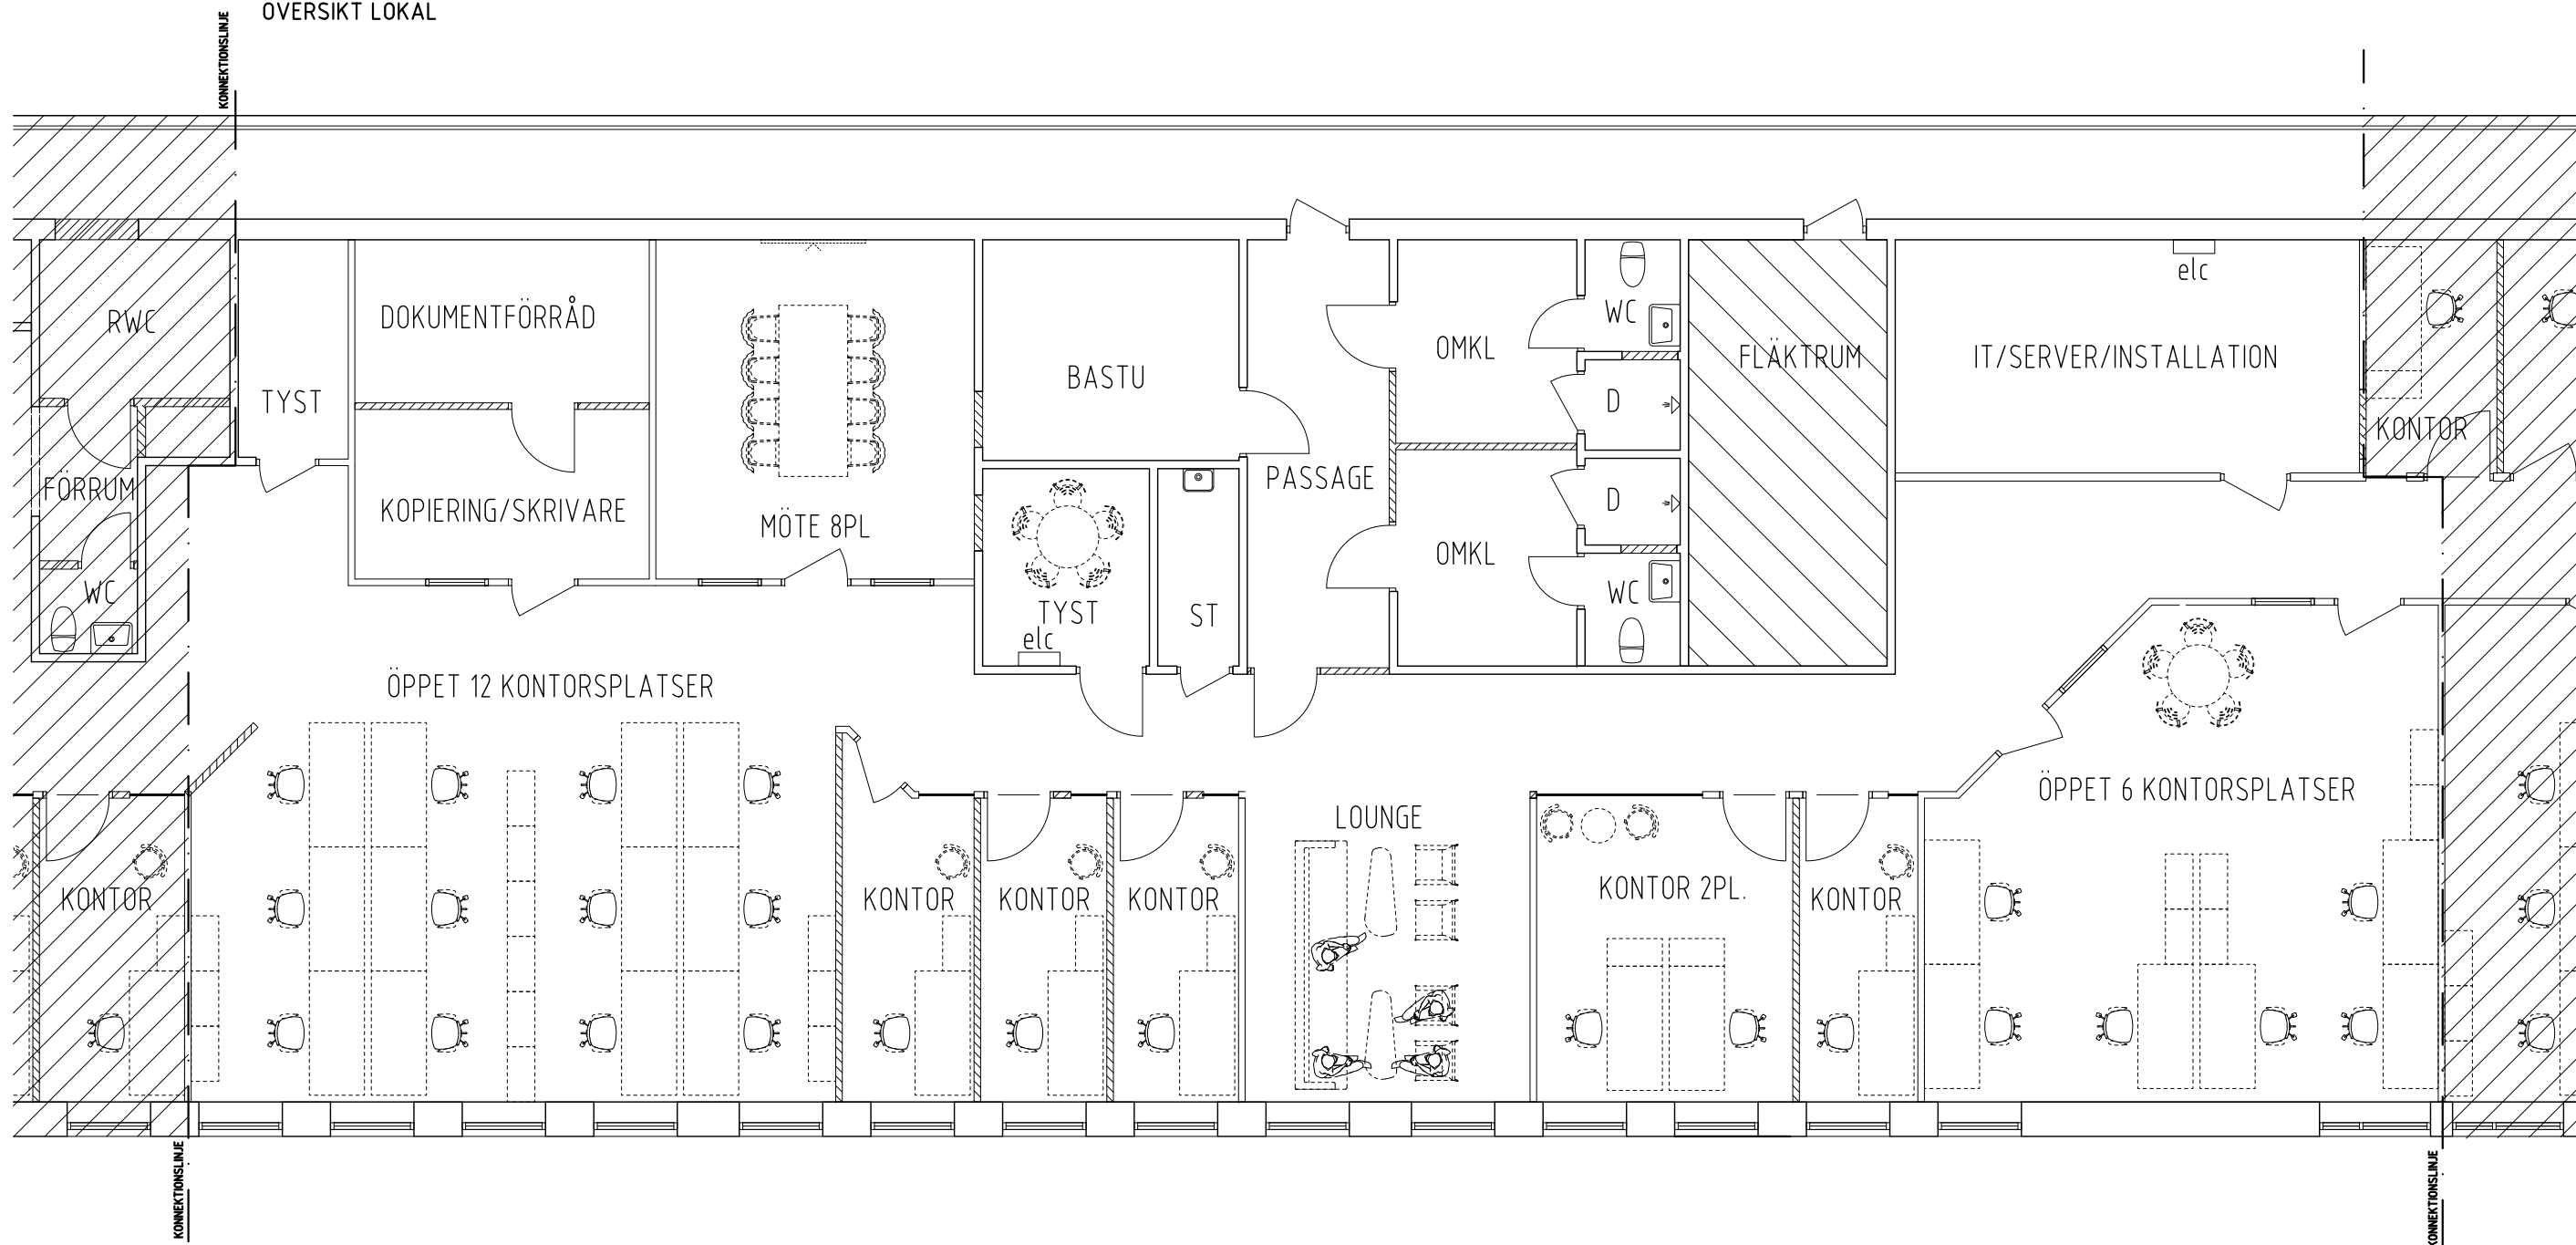 ÖVERSIKT LOKAL
KONNEKTIONSLINJE
RWC
TYST
DOKUMENTFÖRRÅD
BASTU
OMKL
WC
D
FLÄKTRUM
IT/SERVER/INSTALLATION
elc
KONTOR
FÖRRUM
KOPIERING/SKRIVARE
MÖTE 8PL
PASSAGE
D
OMKL
WC
WC
TYST
elc
ST
ÖPPET 12 KONTORSPLATSER
LOUNGE
ÖPPET 6 KONTORSPLATSER
KONTOR
KONTOR
KONTOR
KONTOR
KONTOR 2PL.
KONTOR
KONNEKTIONSLINJE
KONNEKTIONSLINJE